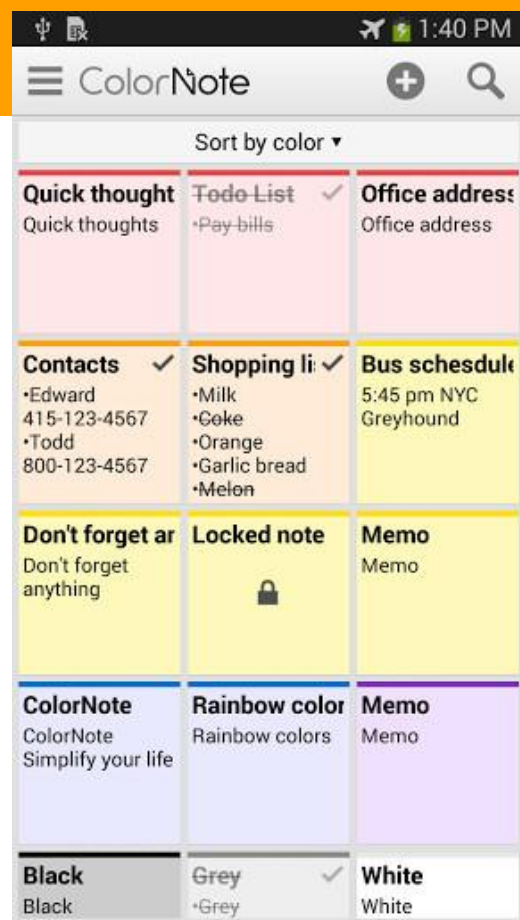 1:40 PM
ColorNote
Sort by color ▾
Quick thought
Quick thoughts
Todo List
•Pay bills
Office address
Office address
Contacts
•Edward
415-123-4567
•Todd
800-123-4567
Shopping li
•Milk
•Coke
•Orange
•Garlic bread
•Melon
Bus schesdule
5:45 pm NYC
Greyhound
Don't forget ar
Don't forget
anything
Locked note
Memo
Memo
ColorNote
ColorNote
Simplify your life
Rainbow color
Rainbow colors
Memo
Memo
Black
Black
Grey
•Grey
White
White